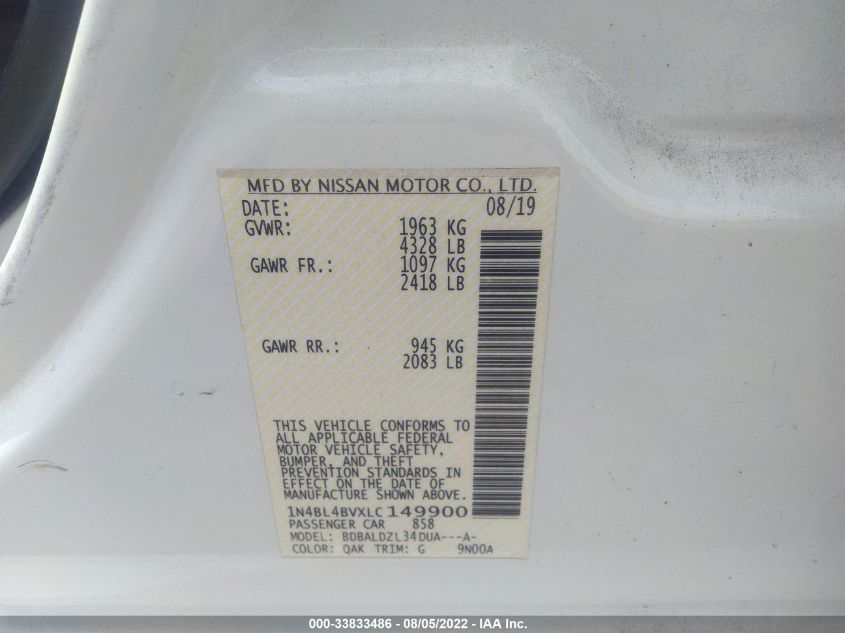 MFD BY NISSAN MOTOR CO., LTD.
DATE: 08/19
GVWR: 1963 KG
4328 LB
GAWR FR.: 1097 KG
2418 LB
GAWR RR.: 945 KG
2083 LB
THIS VEHICLE CONFORMS TO
ALL APPLICABLE FEDERAL
MOTOR VEHICLE SAFETY,
BUMPER, AND THEFT
PREVENTION STANDARDS IN
EFFECT ON THE DATE OF
MANUFACTURE SHOWN ABOVE.
1N4BL4BVXLC149900
PASSENGER CAR 858
MODEL: BDBALDZL34DUA---A-
COLOR: QAK TRIM: G 9N00A
000-33833486 - 08/05/2022 - IAA Inc.